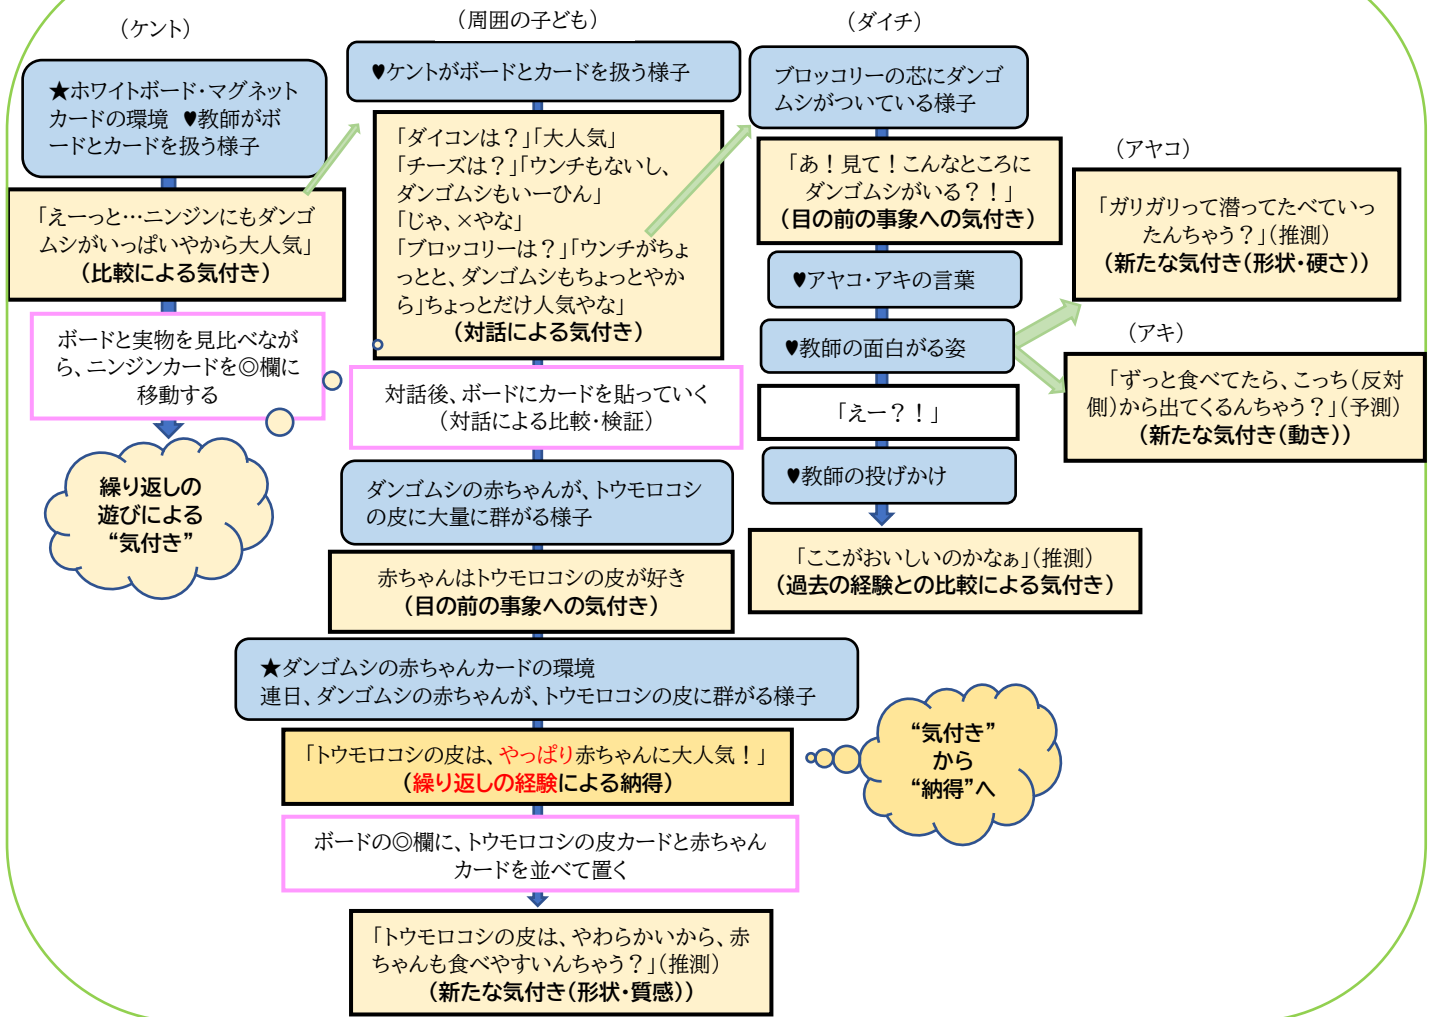 （ケント）
★ホワイトボード・マグネット
カードの環境　♥教師がボ
ードとカードを扱う様子
「えーっと…ニンジンにもダンゴ
ムシがいっぱいやから大人気」
（比較による気付き）
ボードと実物を見比べなが
ら、ニンジンカードを◎欄に
移動する
繰り返しの
遊びによる
“気付き”
（周囲の子ども）
♥ケントがボードとカードを扱う様子
「ダイコンは？」「大人気」
「チーズは？」「ウンチもないし、
ダンゴムシもいーひん」
「じゃ、×やな」
「ブロッコリーは？」「ウンチがちょ
っとと、ダンゴムシもちょっとやか
ら」ちょっとだけ人気やな」
（対話による気付き）
対話後、ボードにカードを貼っていく
（対話による比較・検証）
ダンゴムシの赤ちゃんが、トウモロコシ
の皮に大量に群がる様子
赤ちゃんはトウモロコシの皮が好き
（目の前の事象への気付き）
★ダンゴムシの赤ちゃんカードの環境
連日、ダンゴムシの赤ちゃんが、トウモロコシの皮に群がる様子
「トウモロコシの皮は、やっぱり赤ちゃんに大人気！」
（繰り返しの経験による納得）
“気付き”
から
“納得”へ
ボードの◎欄に、トウモロコシの皮カードと赤ちゃん
カードを並べて置く
「トウモロコシの皮は、やわらかいから、赤
ちゃんも食べやすいんちゃう？」（推測）
（新たな気付き（形状・質感））
（ダイチ）
ブロッコリーの芯にダンゴ
ムシがついている様子
「あ！見て！こんなところに
ダンゴムシがいる？！」
（目の前の事象への気付き）
♥アヤコ・アキの言葉
♥教師の面白がる姿
「えー？！」
♥教師の投げかけ
「ここがおいしいのかなぁ」（推測）
（過去の経験との比較による気付き）
（アヤコ）
「ガリガリって潜ってたべていっ
たんちゃう？」（推測）
（新たな気付き（形状・硬さ））
（アキ）
「ずっと食べてたら、こっち（反対
側）から出てくるんちゃう？」（予測）
（新たな気付き（動き））